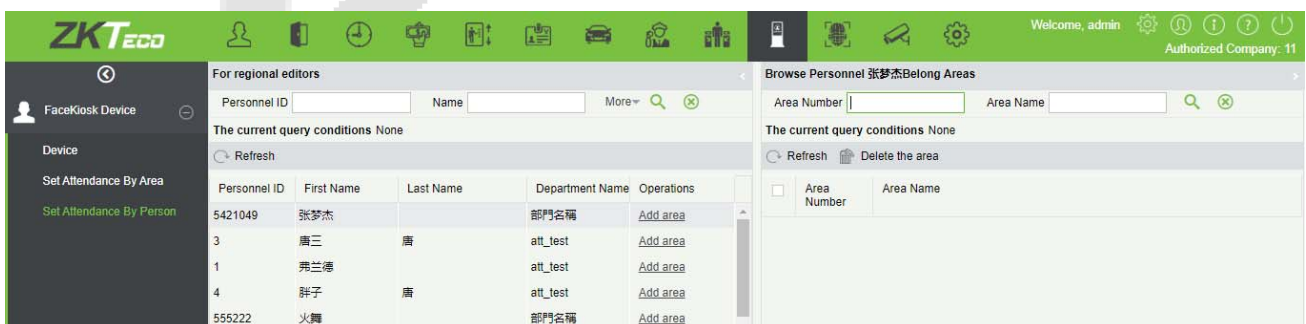 ZKTECO
Welcome, admin
Authorized Company: 11
FaceKiosk Device
Device
Set Attendance By Area
Set Attendance By Person
For regional editors
Personnel ID Name More
The current query conditions None
Refresh
Personnel ID First Name Last Name Department Name Operations
5421049 张梦杰 部門名稱 Add area
3 唐三 唐 att_test Add area
1 弗兰德 att_test Add area
4 胖子 唐 att_test Add area
555222 火舞 部門名稱 Add area
Browse Personnel 张梦杰Belong Areas
Area Number Area Name
The current query conditions None
Refresh Delete the area
Area Number Area Name